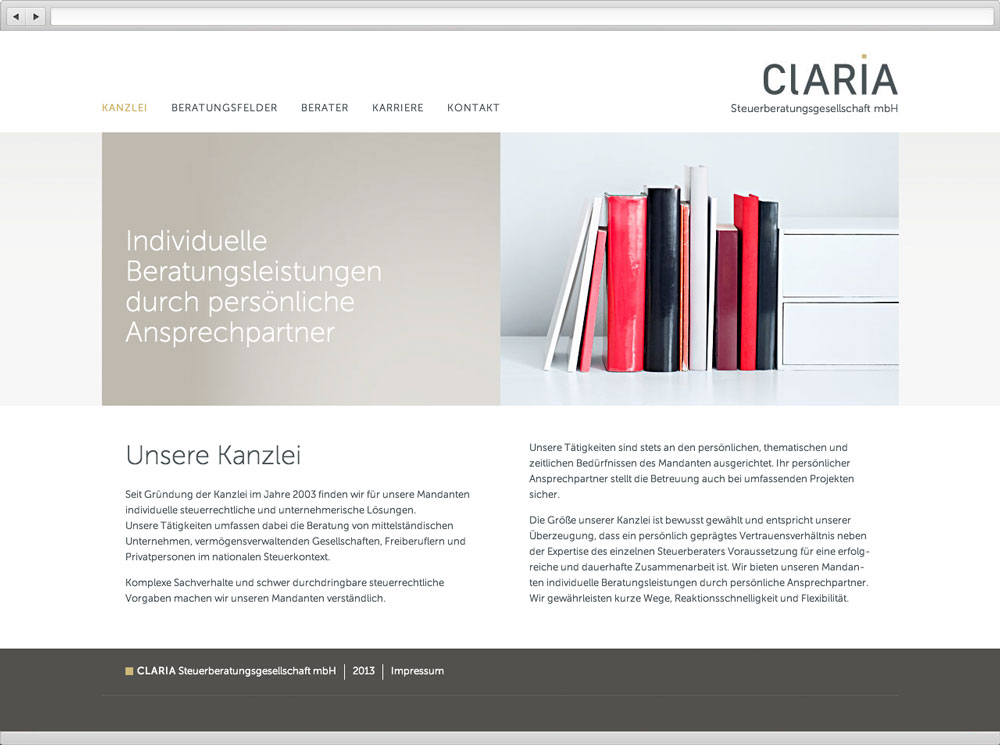 KANZLEI BERATUNGSFELDER BERATER KARRIERE KONTAKT
CLARIA
Steuerberatungsgesellschaft mbH
Individuelle
Beratungsleistungen
durch persönliche
Ansprechpartner
Unsere Kanzlei
Seit Gründung der Kanzlei im Jahre 2003 finden wir für unsere Mandanten
individuelle steuerrechtliche und unternehmerische Lösungen.
Unsere Tätigkeiten umfassen dabei die Beratung von mittelständischen
Unternehmen, vermögensverwaltenden Gesellschaften, Freiberuflern und
Privatpersonen im nationalen Steuerkontext.
Komplexe Sachverhalte und schwer durchdringbare steuerrechtliche
Vorgaben machen wir unseren Mandanten verständlich.
Unsere Tätigkeiten sind stets an den persönlichen, thematischen und
zeitlichen Bedürfnissen des Mandanten ausgerichtet. Ihr persönlicher
Ansprechpartner stellt die Betreuung auch bei umfassenden Projekten
sicher.
Die Größe unserer Kanzlei ist bewusst gewählt und entspricht unserer
Überzeugung, dass ein persönlich geprägtes Vertrauensverhältnis neben
der Expertise des einzelnen Steuerberaters Voraussetzung für eine erfolg-
reiche und dauerhafte Zusammenarbeit ist. Wir bieten unseren Mandan-
ten individuelle Beratungsleistungen durch persönliche Ansprechpartner.
Wir gewährleisten kurze Wege, Reaktionsschnelligkeit und Flexibilität.
CLARIA Steuerberatungsgesellschaft mbH | 2013 | Impressum